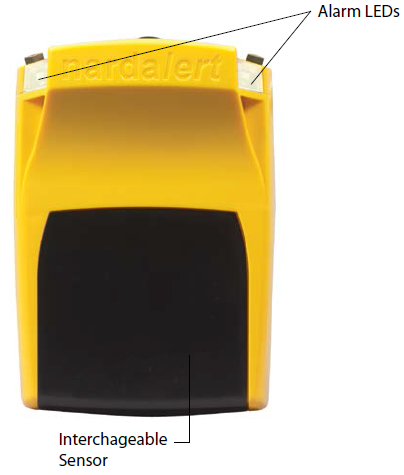 Alarm LEDs
nardalert
Interchageable
Sensor